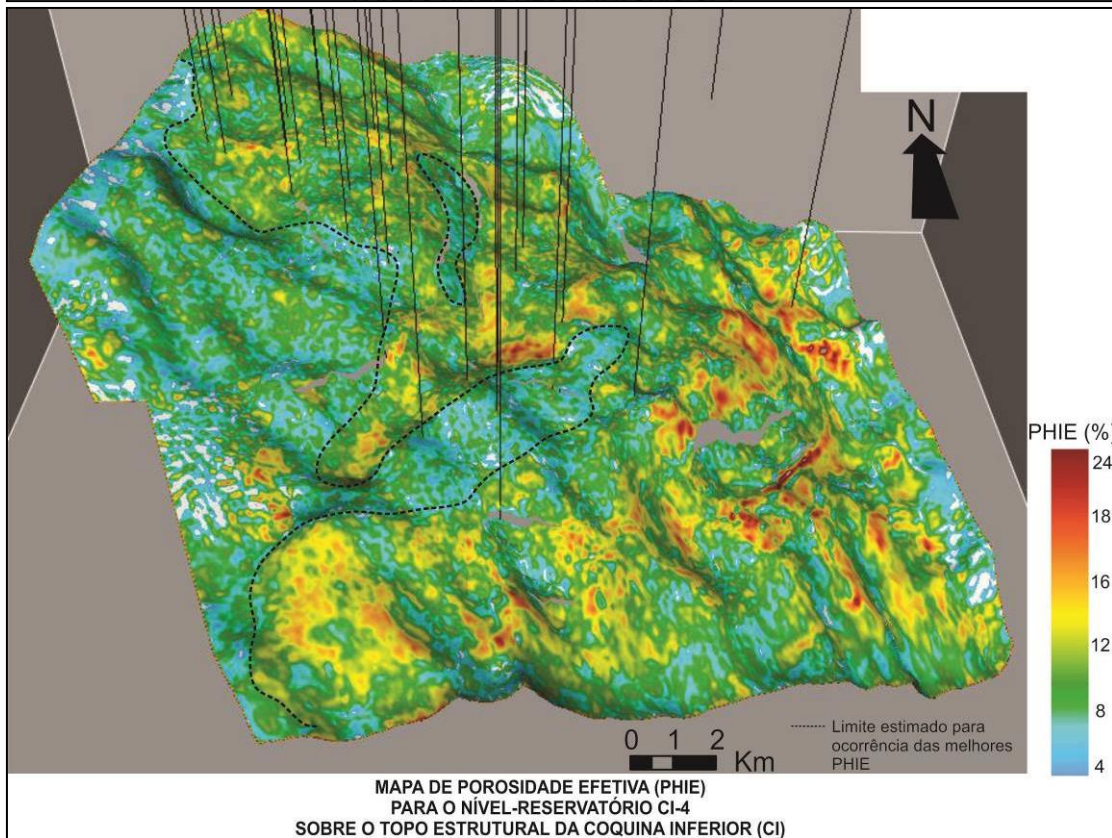 N
PHIE (%)
24
20
16
12
8
4
0 1 2
Km
Limite estimado para
ocorrência das melhores
PHIE
MAPA DE POROSIDADE EFETIVA (PHIE)
PARA O NÍVEL-RESERVATÓRIO CI-4
SOBRE O TOPO ESTRUTURAL DA COQUINA INFERIOR (CI)